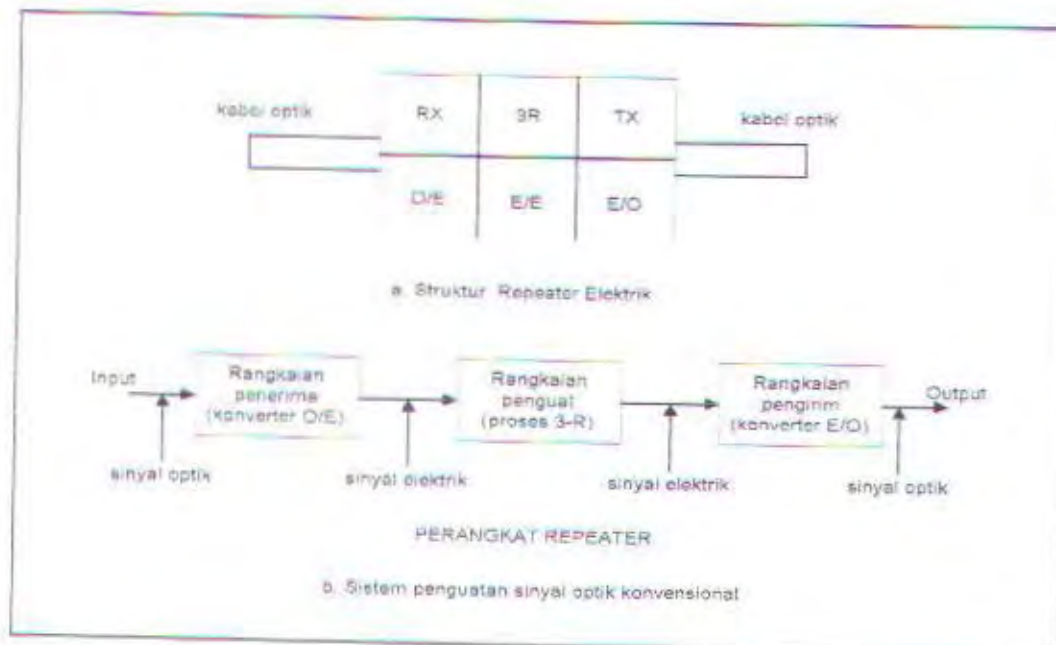 kabel optik
RX 3R TX
kabel optik
O/E E/E E/O
a. Struktur Repeater Elektrik
Input
Rangkaian
penerima
(konverter O/E)
Rangkaian
penguat
(proses 3-R)
Rangkaian
pengirim
(konverter E/O)
Output
sinyal optik
sinyal elektrik
sinyal elektrik
sinyal optik
PERANGKAT REPEATER
b. Sistem penguatan sinyal optik konvensional